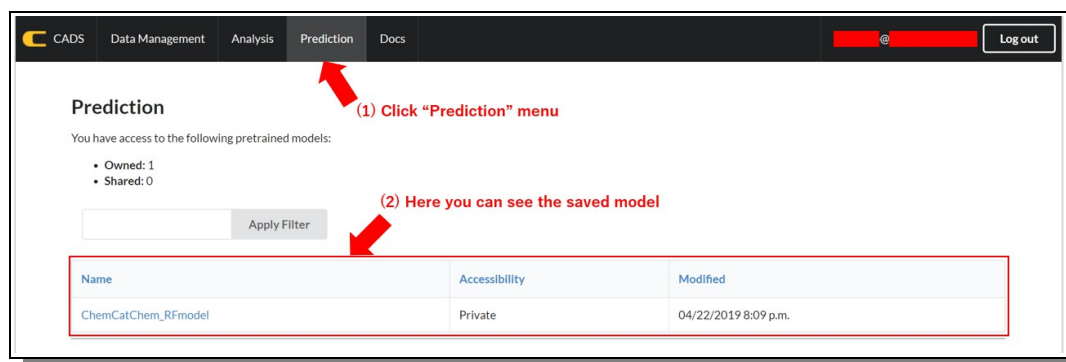 CADS Data Management Analysis Prediction Docs @ Log out
Prediction
(1) Click “Prediction” menu
You have access to the following pretrained models:
• Owned: 1
• Shared: 0
(2) Here you can see the saved model
Apply Filter
Name Accessibility Modified
ChemCatChem_RFmodel Private 04/22/2019 8:09 p.m.